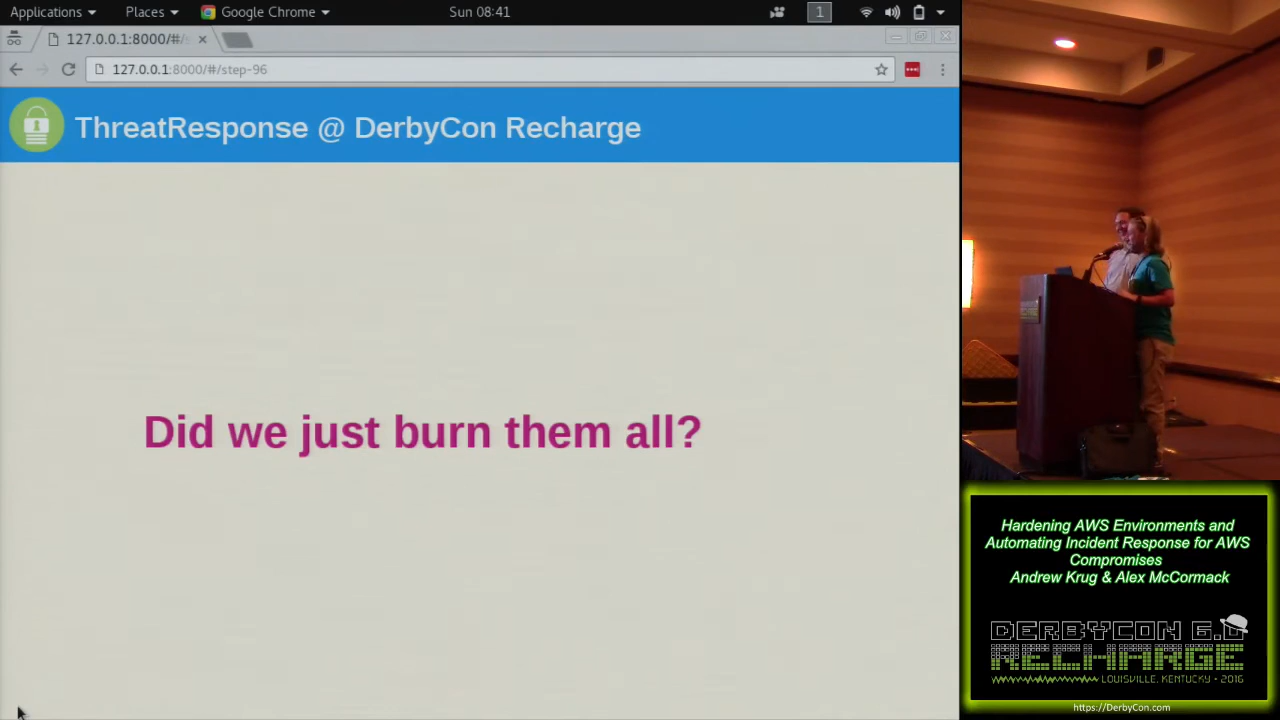 Applications
Places
Google Chrome
Sun 08:41
1
127.0.0.1:8000/#/s
127.0.0.1:8000/#/step-96
ThreatResponse @ DerbyCon Recharge
Did we just burn them all?
Hardening AWS Environments and
Automating Incident Response for AWS
Compromises
Andrew Krug & Alex McCormack
DERBYCON 6.0
RECHARGE
LOUISVILLE, KENTUCKY • 2016
https://DerbyCon.com